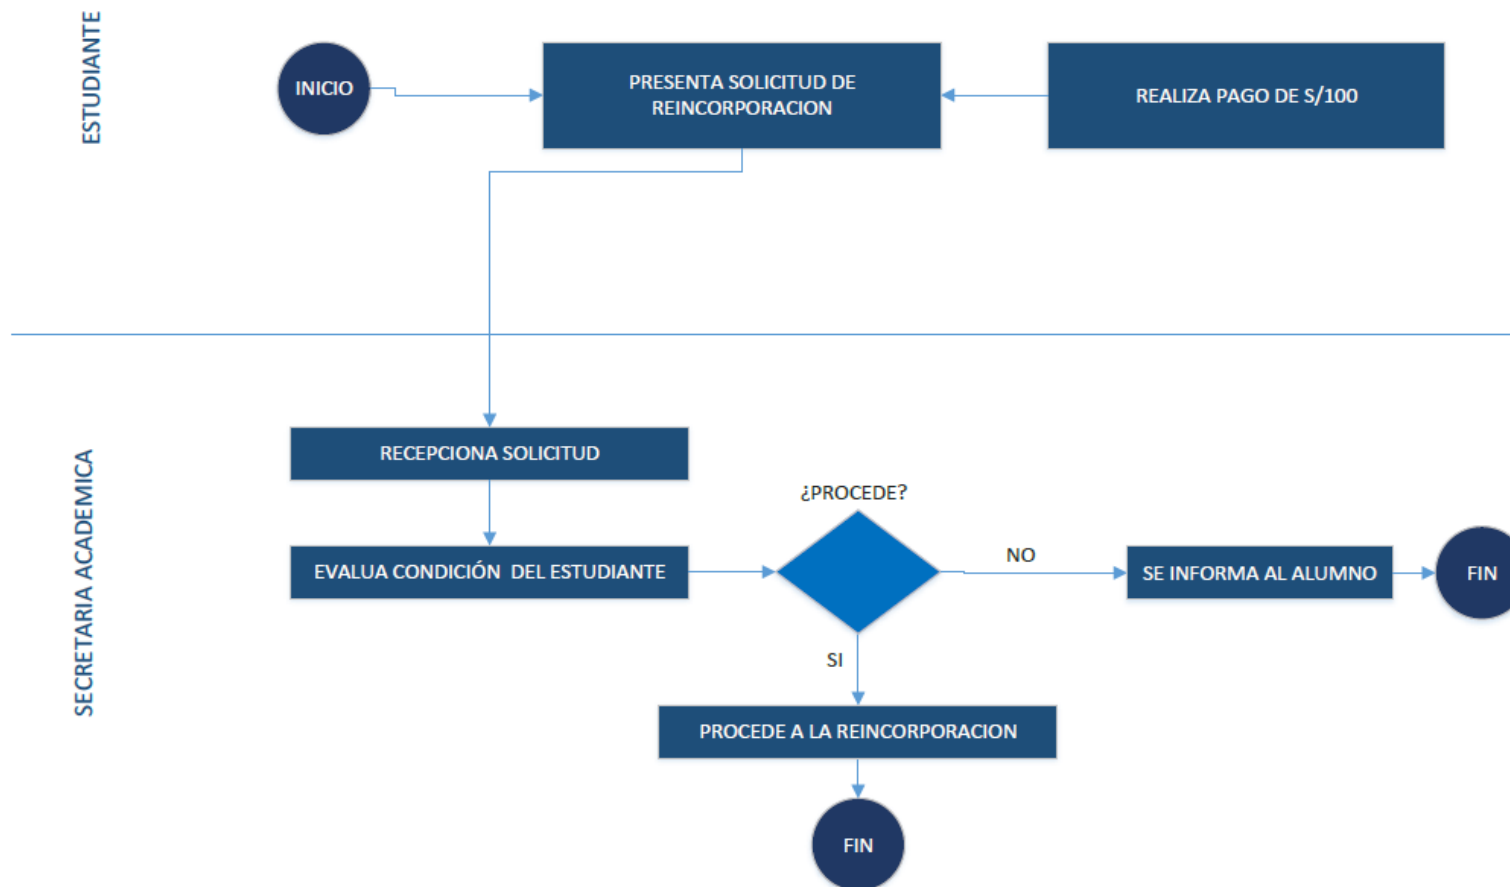 ESTUDIANTE
INICIO
PRESENTA SOLICITUD DE
REINCORPORACION
REALIZA PAGO DE S/100
SECRETARIA ACADEMICA
RECEPCIONA SOLICITUD
EVALUA CONDICIÓN DEL ESTUDIANTE
¿PROCEDE?
NO
SE INFORMA AL ALUMNO
FIN
SI
PROCEDE A LA REINCORPORACION
FIN